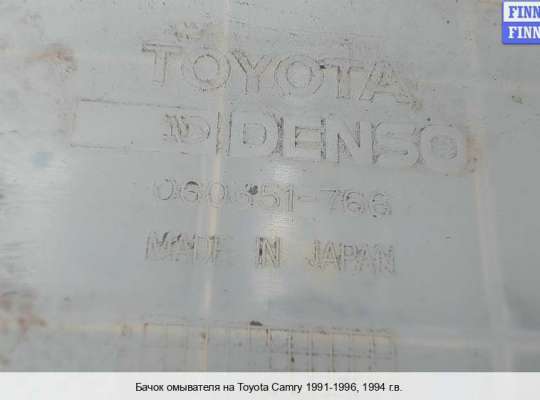 FINN
FINN
TOYOTA
DENSO
060851-766
MADE IN JAPAN
Бачок омывателя на Toyota Camry 1991-1996, 1994 г.в.